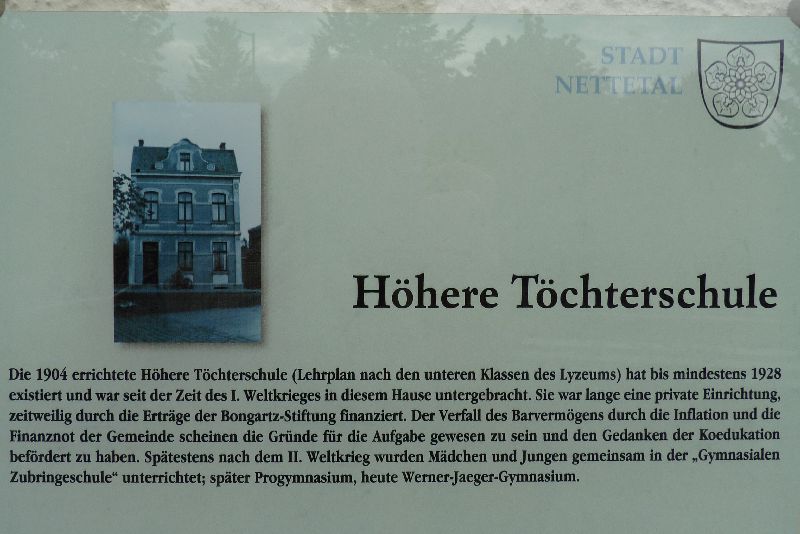 STADT
NETTETAL
Höhere Töchterschule
Die 1904 errichtete Höhere Töchterschule (Lehrplan nach den unteren Klassen des Lyzeums) hat bis mindestens 1928
existiert und war seit der Zeit des I. Weltkrieges in diesem Hause untergebracht. Sie war lange eine private Einrichtung,
zeitweilig durch die Erträge der Bongartz-Stiftung finanziert. Der Verfall des Barvermögens durch die Inflation und die
Finanznot der Gemeinde scheinen die Gründe für die Aufgabe gewesen zu sein und den Gedanken der Koedukation
befördert zu haben. Spätestens nach dem II. Weltkrieg wurden Mädchen und Jungen gemeinsam in der „Gymnasialen
Zubringeschule“ unterrichtet; später Progymnasium, heute Werner-Jaeger-Gymnasium.